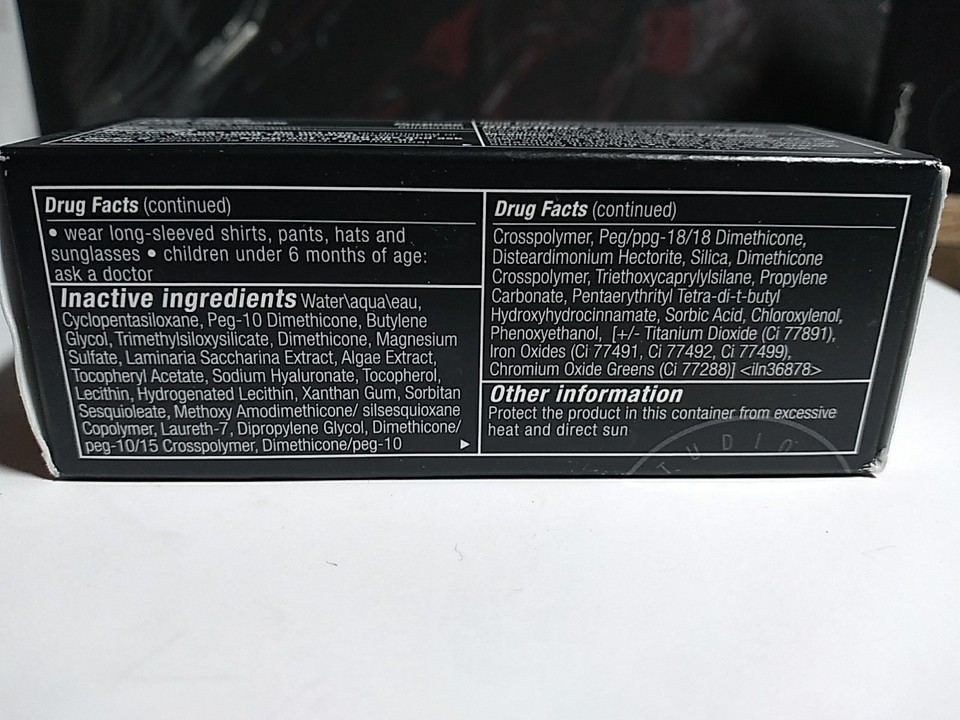 Drug Facts (continued)
• wear long-sleeved shirts, pants, hats and
sunglasses • children under 6 months of age:
ask a doctor
Inactive ingredients Water\aqua\eau,
Cyclopentasiloxane, Peg-10 Dimethicone, Butylene
Glycol, Trimethylsiloxysilicate, Dimethicone, Magnesium
Sulfate, Laminaria Saccharina Extract, Algae Extract,
Tocopheryl Acetate, Sodium Hyaluronate, Tocopherol,
Lecithin, Hydrogenated Lecithin, Xanthan Gum, Sorbitan
Sesquioleate, Methoxy Amodimethicone/ silsesquioxane
Copolymer, Laureth-7, Dipropylene Glycol, Dimethicone/
peg-10/15 Crosspolymer, Dimethicone/peg-10
Drug Facts (continued)
Crosspolymer, Peg/ppg-18/18 Dimethicone,
Disteardimonium Hectorite, Silica, Dimethicone
Crosspolymer, Triethoxycaprylylsilane, Propylene
Carbonate, Pentaerythrityl Tetra-di-t-butyl
Hydroxyhydrocinnamate, Sorbic Acid, Chloroxylenol,
Phenoxyethanol, [+/- Titanium Dioxide (Ci 77891),
Iron Oxides (Ci 77491, Ci 77492, Ci 77499),
Chromium Oxide Greens (Ci 77288)] <iln36878>
Other information
Protect the product in this container from excessive
heat and direct sun
TUDIO